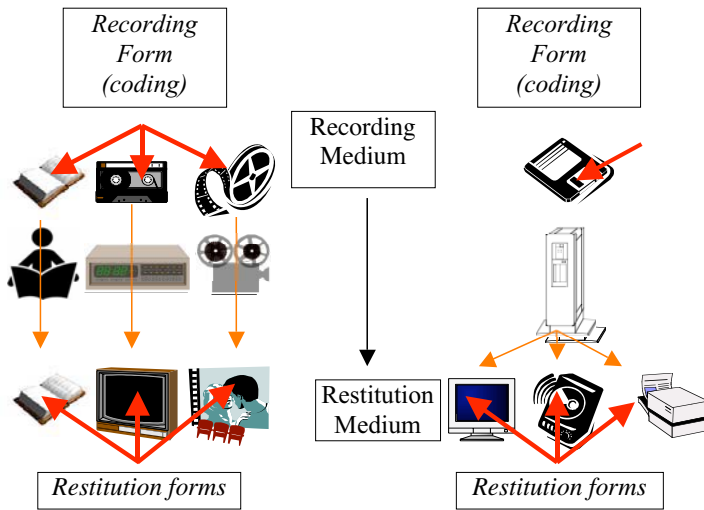 Recording
Form
(coding)
Recording
Form
(coding)
Recording
Medium
Restitution
Medium
Restitution forms
Restitution forms